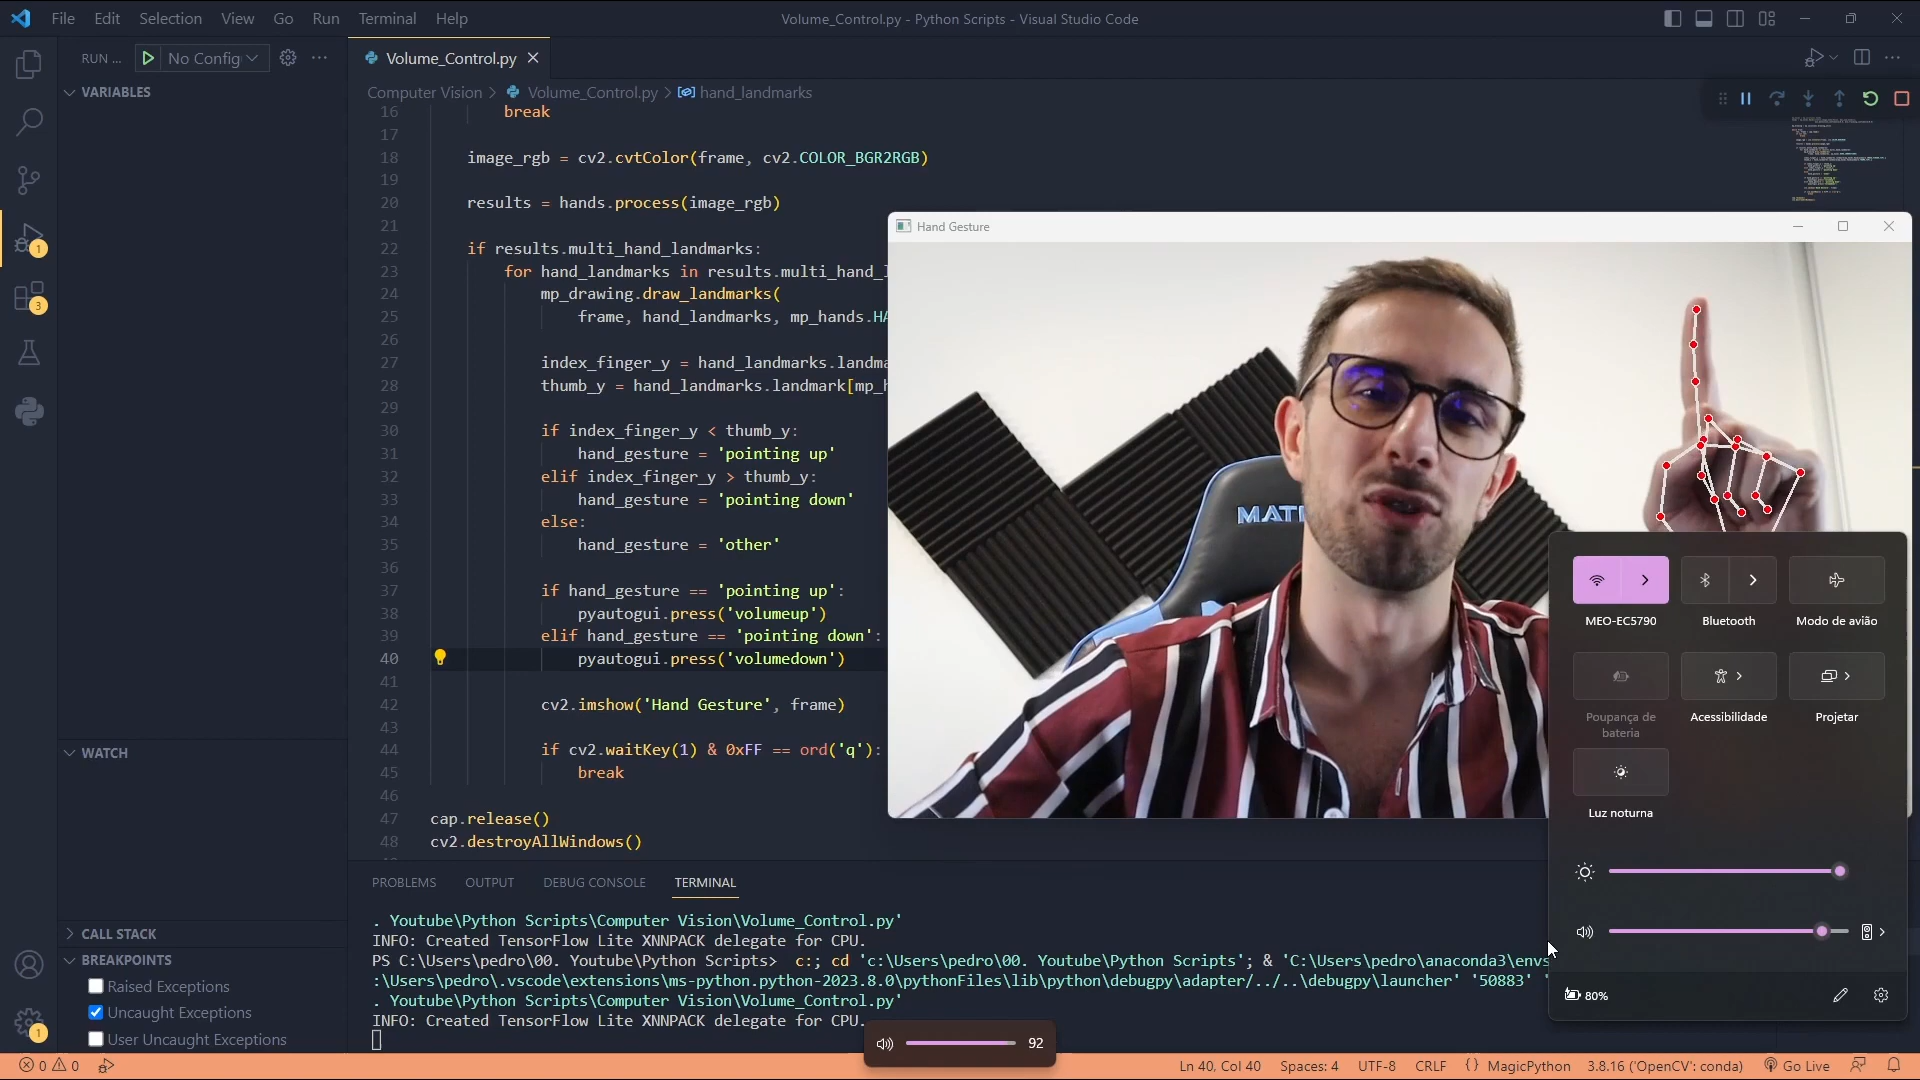 File Edit Selection View Go Run Terminal Help
Volume_Control.py - Python Scripts - Visual Studio Code
RUN ... No Config
Volume_Control.py
VARIABLES
Computer Vision > Volume_Control.py > hand_landmarks
16 break
17
18 image_rgb = cv2.cvtColor(frame, cv2.COLOR_BGR2RGB)
19
20 results = hands.process(image_rgb)
21
22 if results.multi_hand_landmarks:
23 for hand_landmarks in results.multi_hand_l
24 mp_drawing.draw_landmarks(
25 frame, hand_landmarks, mp_hands.HA
26
27 index_finger_y = hand_landmarks.landma
28 thumb_y = hand_landmarks.landmark[mp_h
29
30 if index_finger_y < thumb_y:
31 hand_gesture = 'pointing up'
32 elif index_finger_y > thumb_y:
33 hand_gesture = 'pointing down'
34 else:
35 hand_gesture = 'other'
36
37 if hand_gesture == 'pointing up':
38 pyautogui.press('volumeup')
39 elif hand_gesture == 'pointing down':
40 pyautogui.press('volumedown')
41
42 cv2.imshow('Hand Gesture', frame)
43
44 if cv2.waitKey(1) & 0xFF == ord('q'):
45 break
46
47 cap.release()
48 cv2.destroyAllWindows()
Hand Gesture
MATI
MEO-EC5790
Bluetooth
Modo de avião
Poupança de
bateria
Acessibilidade
Projetar
Luz noturna
80%
WATCH
CALL STACK
BREAKPOINTS
Raised Exceptions
Uncaught Exceptions
User Uncaught Exceptions
1
3
1
PROBLEMS OUTPUT DEBUG CONSOLE TERMINAL
. Youtube\Python Scripts\Computer Vision\Volume_Control.py'
INFO: Created TensorFlow Lite XNNPACK delegate for CPU.
PS C:\Users\pedro\00. Youtube\Python Scripts> c:; cd 'c:\Users\pedro\00. Youtube\Python Scripts'; & 'C:\Users\pedro\anaconda3\envs
:\Users\pedro\.vscode\extensions\ms-python.python-2023.8.0\pythonFiles\lib\python\debugpy\adapter/../..\debugpy\launcher' '50883' '
. Youtube\Python Scripts\Computer Vision\Volume_Control.py'
INFO: Created TensorFlow Lite XNNPACK delegate for CPU.
92
0 0
Ln 40, Col 40 Spaces: 4 UTF-8 CRLF MagicPython 3.8.16 ('OpenCV': conda) Go Live